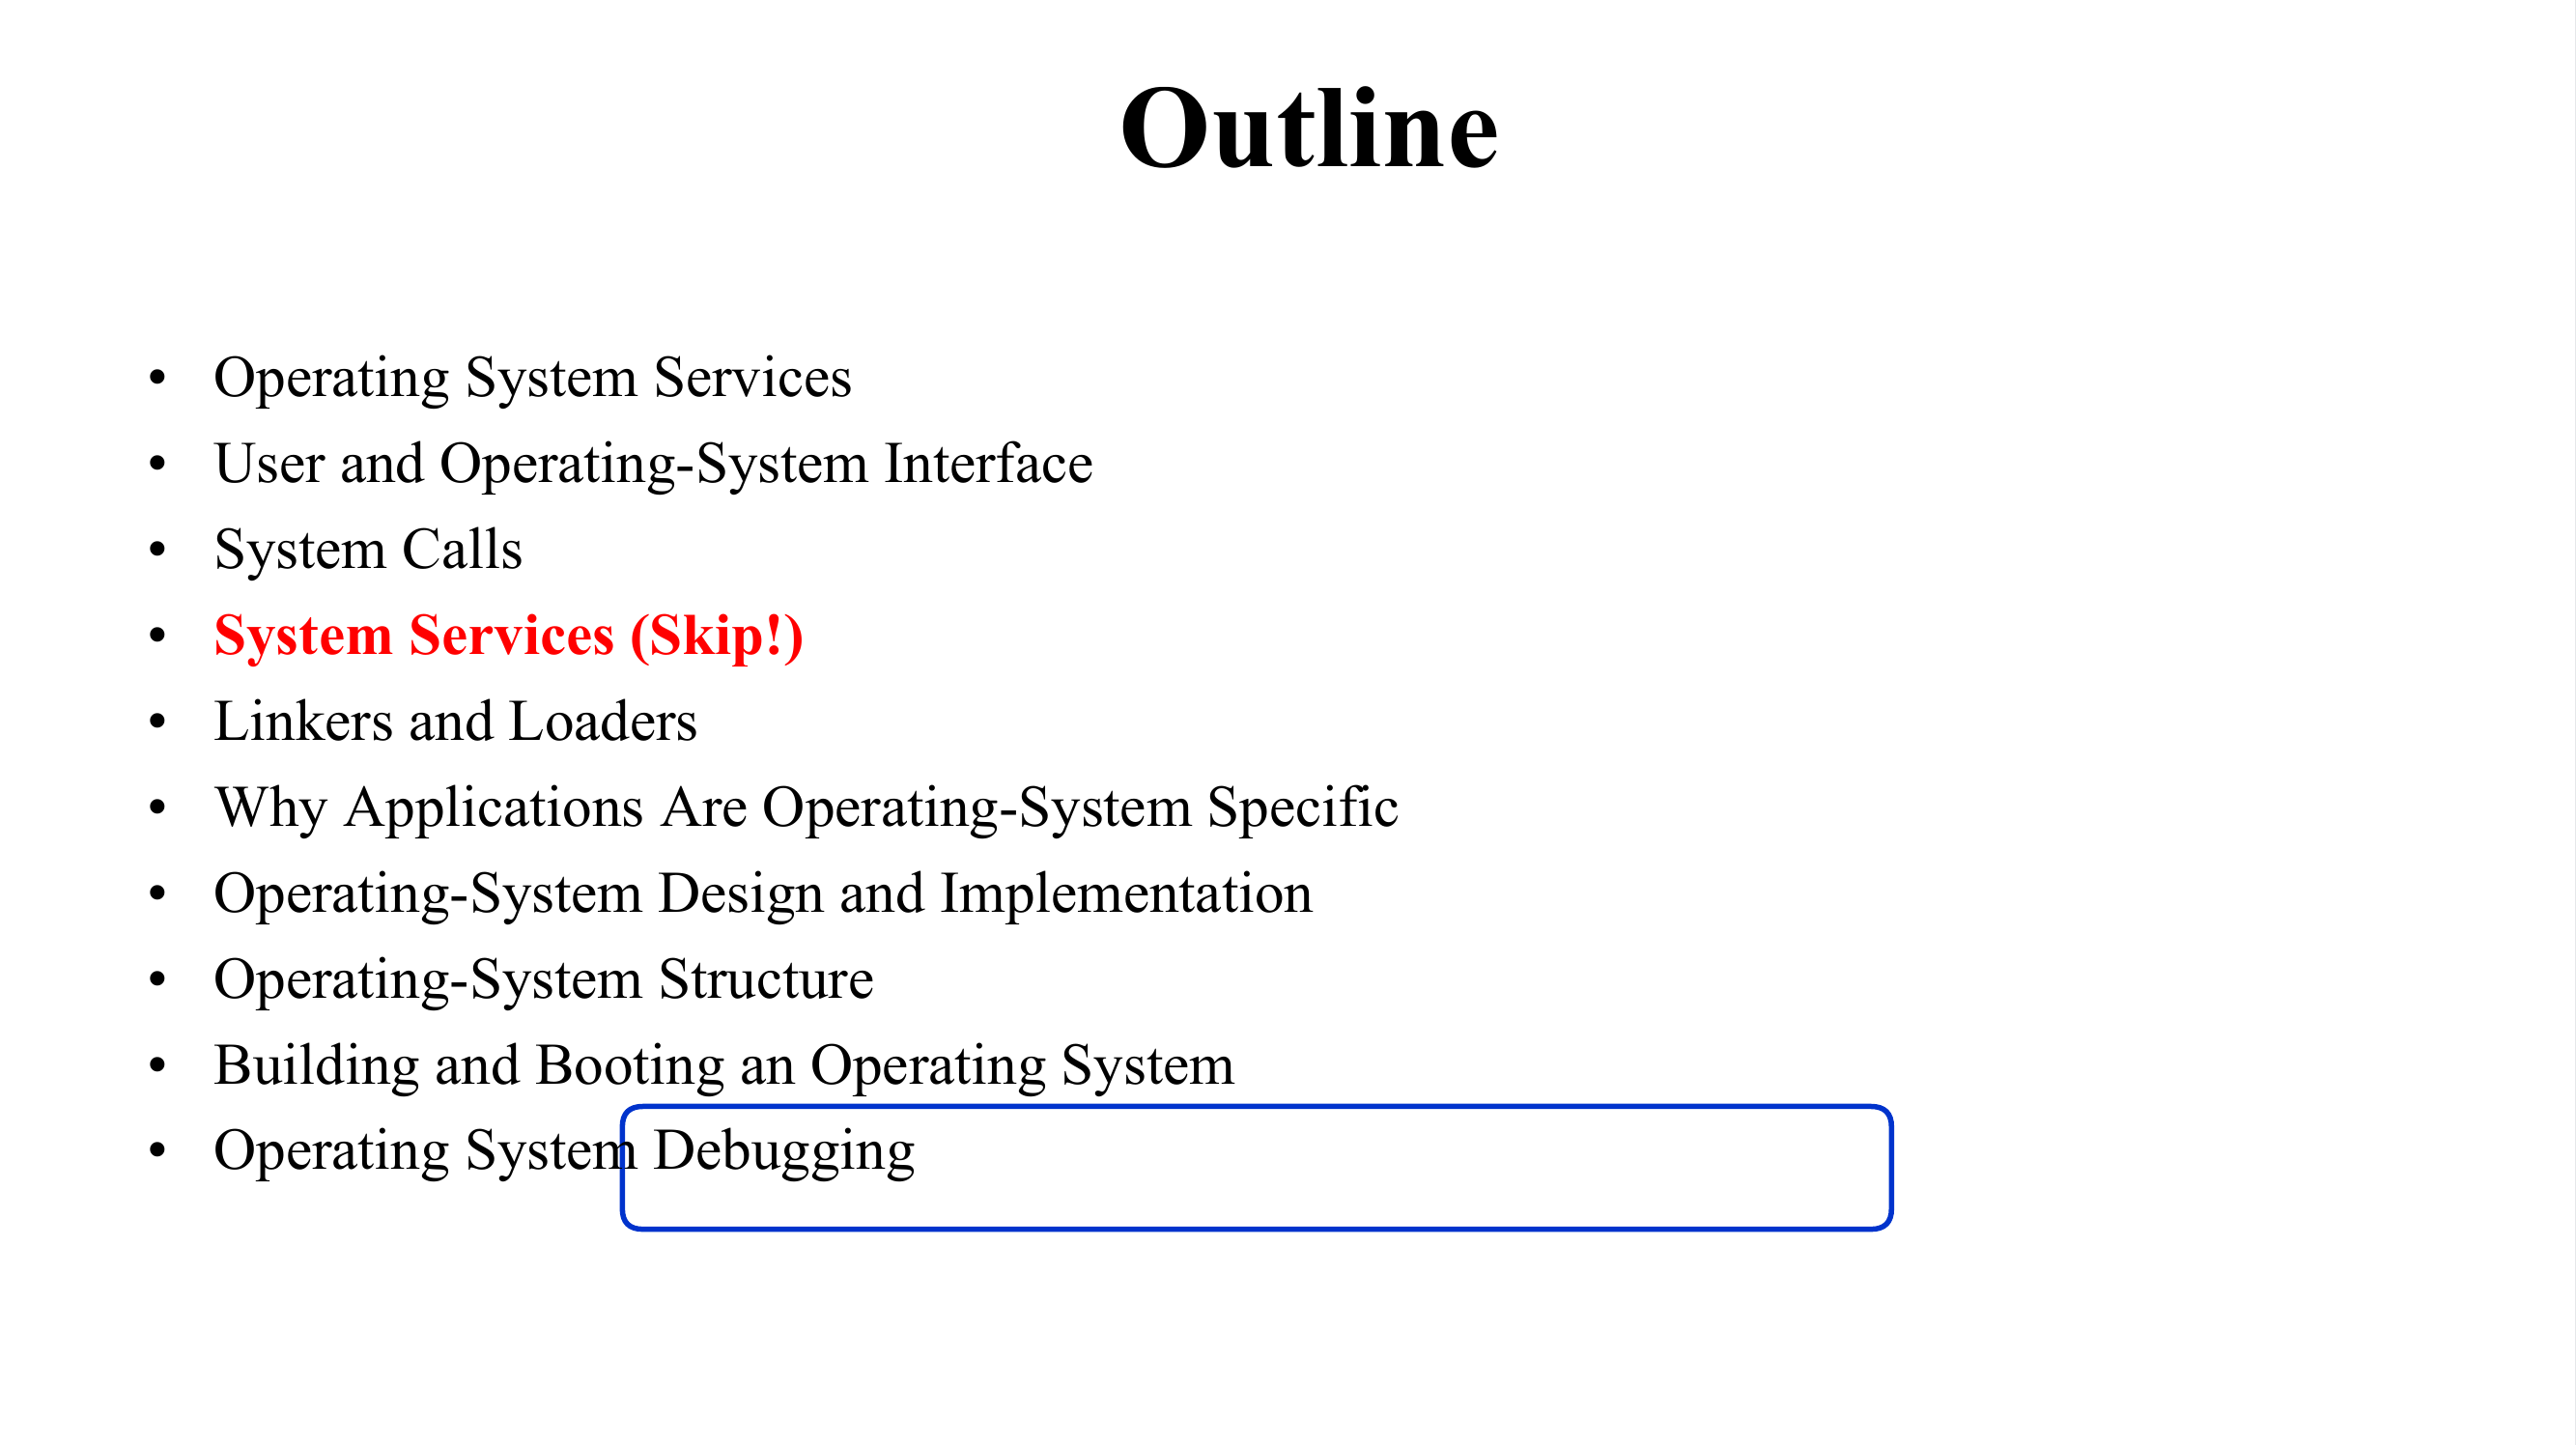 Outline
• Operating System Services
• User and Operating-System Interface
• System Calls
• System Services (Skip!)
• Linkers and Loaders
• Why Applications Are Operating-System Specific
• Operating-System Design and Implementation
• Operating-System Structure
• Building and Booting an Operating System
• Operating System Debugging